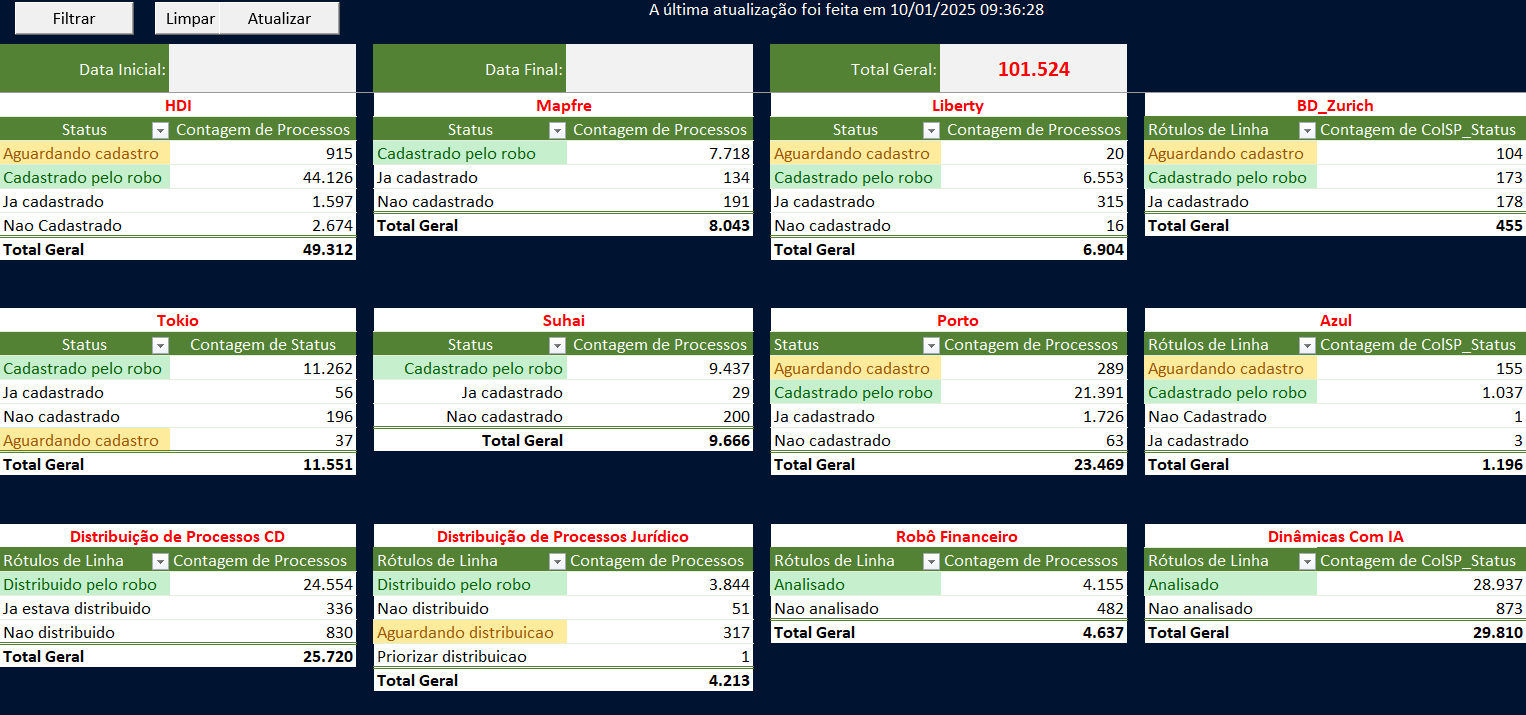 Filtrar
Limpar
Atualizar
A última atualização foi feita em 10/01/2025 09:36:28
Data Inicial:
Data Final:
Total Geral: 101.524
HDI
Status Contagem de Processos
Aguardando cadastro 915
Cadastrado pelo robo 44.126
Ja cadastrado 1.597
Nao Cadastrado 2.674
Total Geral 49.312
Mapfre
Status Contagem de Processos
Cadastrado pelo robo 7.718
Ja cadastrado 134
Nao cadastrado 191
Total Geral 8.043
Liberty
Status Contagem de Processos
Aguardando cadastro 20
Cadastrado pelo robo 6.553
Ja cadastrado 315
Nao cadastrado 16
Total Geral 6.904
BD_Zurich
Rótulos de Linha Contagem de ColSP_Status
Aguardando cadastro 104
Cadastrado pelo robo 173
Ja cadastrado 178
Total Geral 455
Tokio
Status Contagem de Status
Cadastrado pelo robo 11.262
Ja cadastrado 56
Nao cadastrado 196
Aguardando cadastro 37
Total Geral 11.551
Suhai
Status Contagem de Processos
Cadastrado pelo robo 9.437
Ja cadastrado 29
Nao cadastrado 200
Total Geral 9.666
Porto
Status Contagem de Processos
Aguardando cadastro 289
Cadastrado pelo robo 21.391
Ja cadastrado 1.726
Nao cadastrado 63
Total Geral 23.469
Azul
Rótulos de Linha Contagem de ColSP_Status
Aguardando cadastro 155
Cadastrado pelo robo 1.037
Nao Cadastrado 1
Ja cadastrado 3
Total Geral 1.196
Distribuição de Processos CD
Rótulos de Linha Contagem de Processos
Distribuido pelo robo 24.554
Ja estava distribuido 336
Nao distribuido 830
Total Geral 25.720
Distribuição de Processos Jurídico
Rótulos de Linha Contagem de Processos
Distribuido pelo robo 3.844
Nao distribuido 51
Aguardando distribuicao 317
Priorizar distribuicao 1
Total Geral 4.213
Robô Financeiro
Rótulos de Linha Contagem de Processos
Analisado 4.155
Nao analisado 482
Total Geral 4.637
Dinâmicas Com IA
Rótulos de Linha Contagem de ColSP_Status
Analisado 28.937
Nao analisado 873
Total Geral 29.810